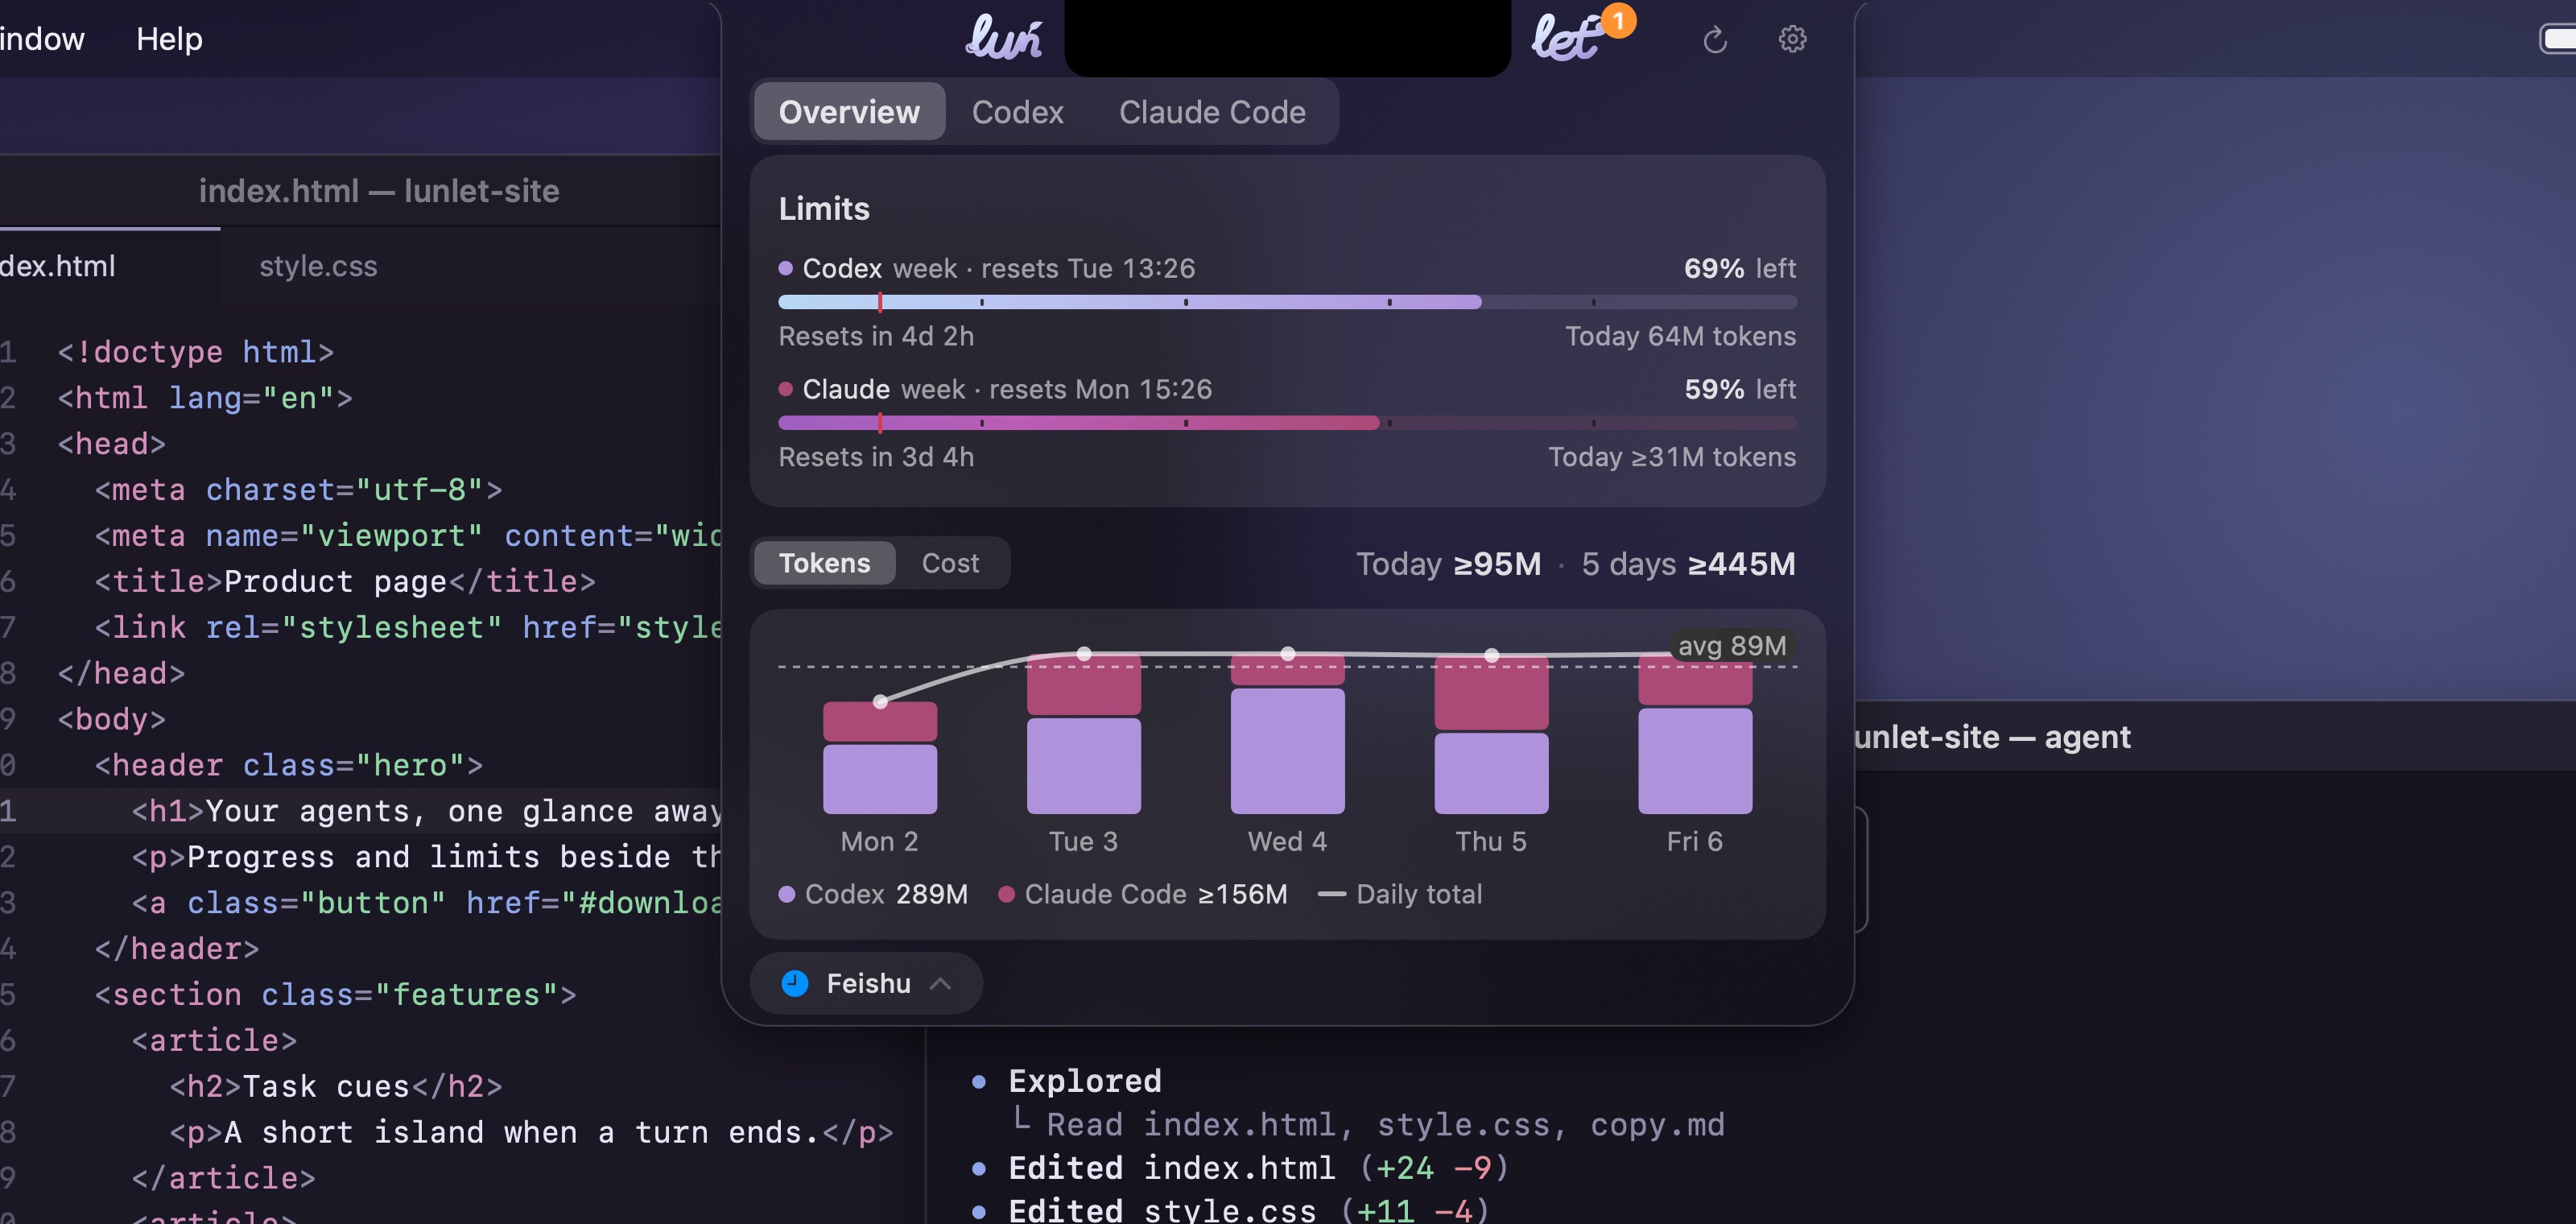 indow Help
lun let 1
Overview Codex Claude Code
Limits
Codex week · resets Tue 13:26 69% left
Resets in 4d 2h Today 64M tokens
Claude week · resets Mon 15:26 59% left
Resets in 3d 4h Today ≥31M tokens
Tokens Cost Today ≥95M · 5 days ≥445M
avg 89M
Mon 2 Tue 3 Wed 4 Thu 5 Fri 6
Codex 289M Claude Code ≥156M Daily total
Feishu
index.html — lunlet-site
dex.html style.css
1 <!doctype html>
2 <html lang="en">
3 <head>
4 <meta charset="utf-8">
5 <meta name="viewport" content="wid
6 <title>Product page</title>
7 <link rel="stylesheet" href="style
8 </head>
9 <body>
0 <header class="hero">
1 <h1>Your agents, one glance away
2 <p>Progress and limits beside th
3 <a class="button" href="#downloa
4 </header>
5 <section class="features">
6 <article>
7 <h2>Task cues</h2>
8 <p>A short island when a turn ends.</p>
9 </article>
0 <article>
unlet-site — agent
• Explored
└ Read index.html, style.css, copy.md
• Edited index.html (+24 −9)
• Edited style.css (+11 −4)